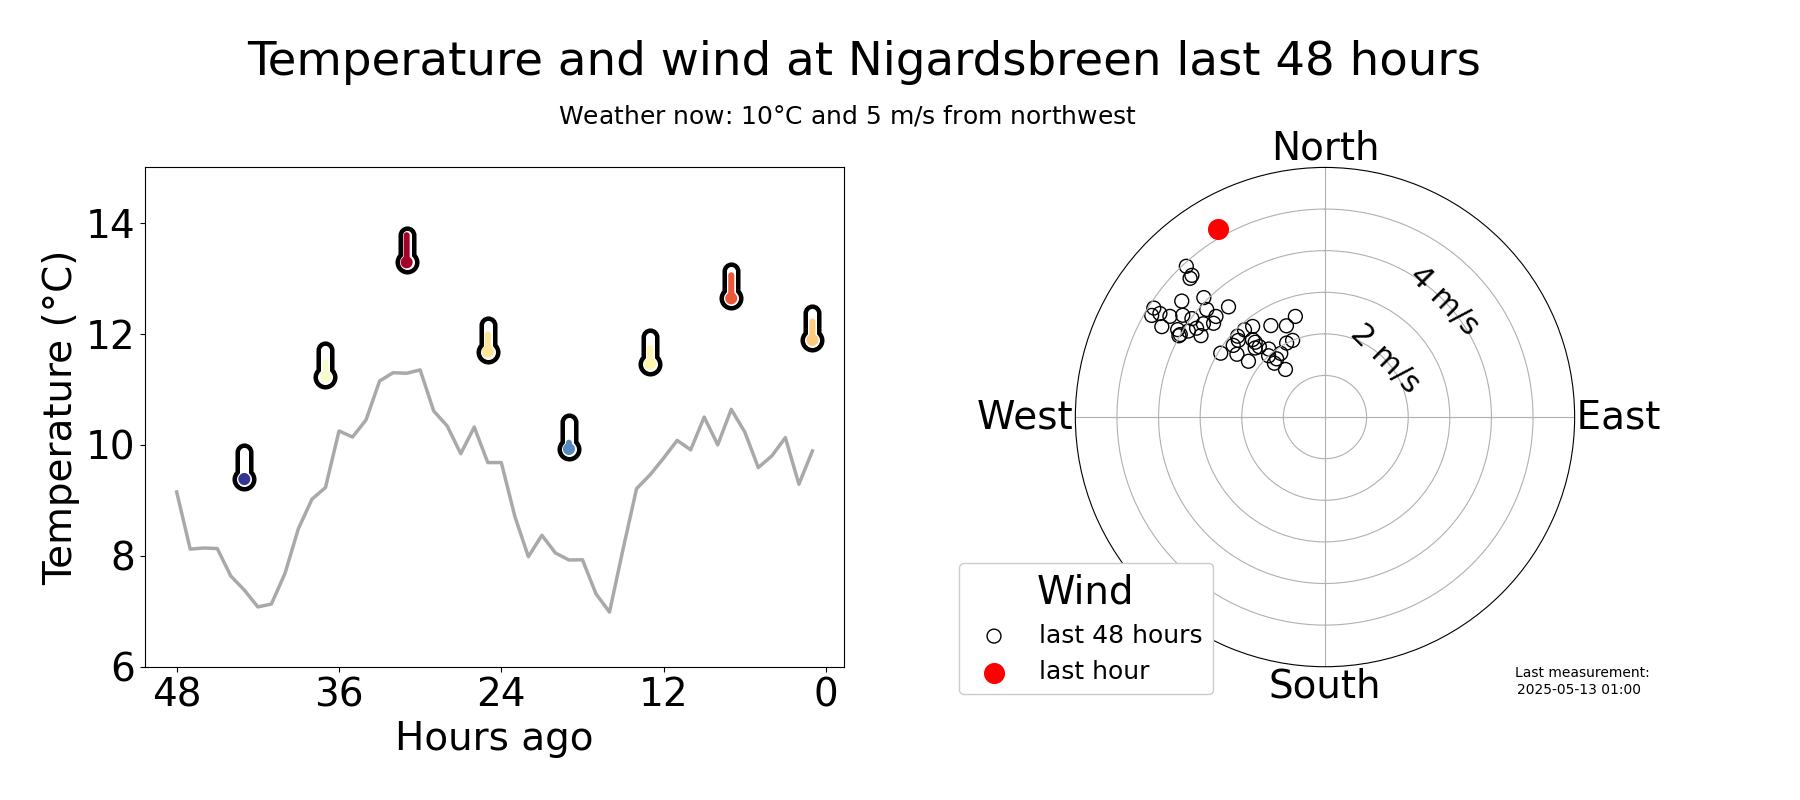 Temperature and wind at Nigardsbreen last 48 hours
Weather now: 10°C and 5 m/s from northwest
Temperature (°C)
14
12
10
8
6
48 36 24 12 0
Hours ago
North
West
East
South
4 m/s
2 m/s
Wind
last 48 hours
last hour
Last measurement:
2025-05-13 01:00